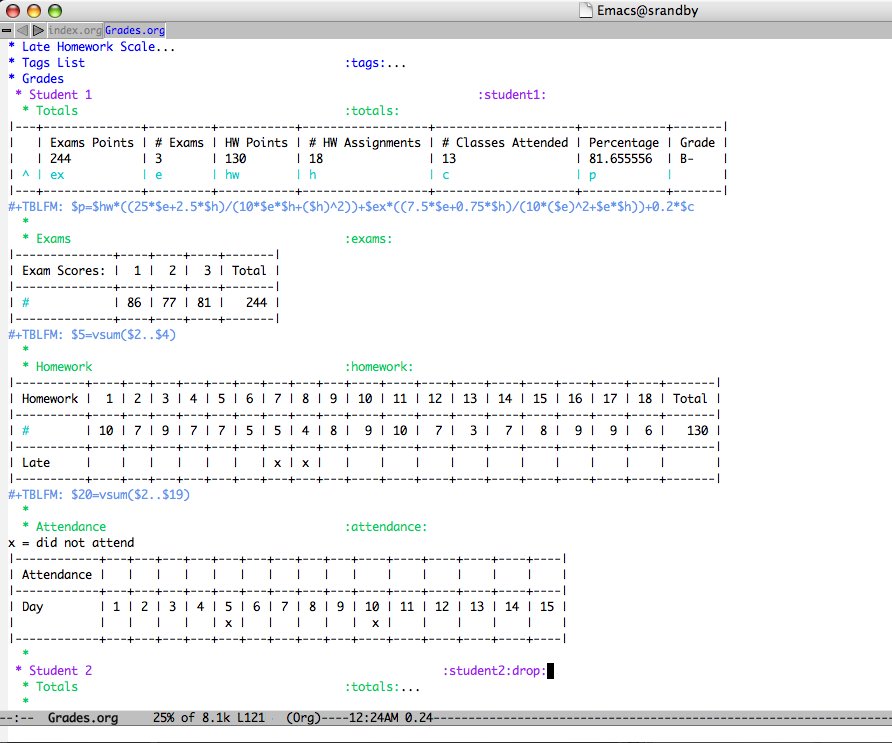 Emacs@srandby
index.org Grades.org
* Late Homework Scale...
* Tags List :tags:...
* Grades
* Student 1 :student1:
* Totals :totals:
|---+--------------+---------+-----------+------------------+--------------------+------------+-------|
| | Exams Points | # Exams | HW Points | # HW Assignments | # Classes Attended | Percentage | Grade |
| | 244 | 3 | 130 | 18 | 13 | 81.655556 | B- |
| ^ | ex | e | hw | h | c | p | |
|---+--------------+---------+-----------+------------------+--------------------+------------+-------|
#+TBLFM: $p=$hw*((25*$e+2.5*$h)/(10*$e*$h+($h)^2))+$ex*((7.5*$e+0.75*$h)/(10*($e)^2+$e*$h))+0.2*$c
*
* Exams :exams:
|--------------+----+----+----+-------|
| Exam Scores: | 1 | 2 | 3 | Total |
|--------------+----+----+----+-------|
| # | 86 | 77 | 81 | 244 |
|--------------+----+----+----+-------|
#+TBLFM: $5=vsum($2..$4)
*
* Homework :homework:
|----------+----+---+---+---+---+---+---+---+---+----+----+----+----+----+----+----+----+----+-------|
| Homework | 1 | 2 | 3 | 4 | 5 | 6 | 7 | 8 | 9 | 10 | 11 | 12 | 13 | 14 | 15 | 16 | 17 | 18 | Total |
|----------+----+---+---+---+---+---+---+---+---+----+----+----+----+----+----+----+----+----+-------|
| # | 10 | 7 | 9 | 7 | 7 | 5 | 5 | 4 | 8 | 9 | 10 | 7 | 3 | 7 | 8 | 9 | 9 | 6 | 130 |
|----------+----+---+---+---+---+---+---+---+---+----+----+----+----+----+----+----+----+----+-------|
| Late | | | | | | | x | x | | | | | | | | | | | |
|----------+----+---+---+---+---+---+---+---+---+----+----+----+----+----+----+----+----+----+-------|
#+TBLFM: $20=vsum($2..$19)
*
* Attendance :attendance:
x = did not attend
|------------+---+---+---+---+---+---+---+---+---+----+----+----+----+----+----|
| Attendance | | | | | | | | | | | | | | | |
|------------+---+---+---+---+---+---+---+---+---+----+----+----+----+----+----|
| Day | 1 | 2 | 3 | 4 | 5 | 6 | 7 | 8 | 9 | 10 | 11 | 12 | 13 | 14 | 15 |
| | | | | | x | | | | | x | | | | | |
|------------+---+---+---+---+---+---+---+---+---+----+----+----+----+----+----|
*
* Student 2 :student2:drop:
* Totals :totals:...
*
--:-- Grades.org 25% of 8.1k L121 (Org)----12:24AM 0.24----